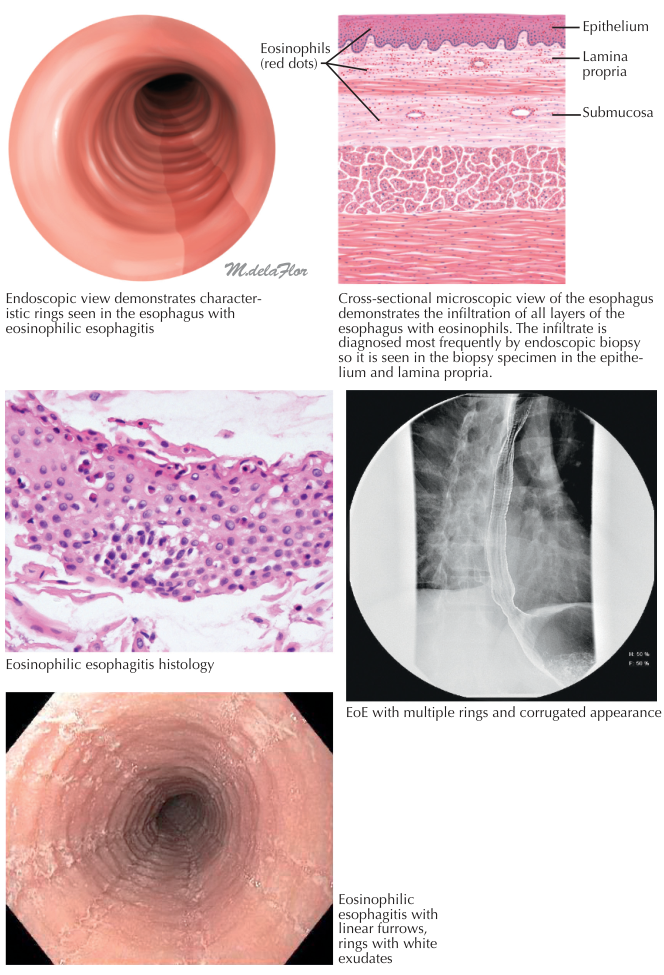 Eosinophils
(red dots)
Epithelium
Lamina
propria
Submucosa
M.delaFlor
Endoscopic view demonstrates character-
istic rings seen in the esophagus with
eosinophilic esophagitis
Cross-sectional microscopic view of the esophagus
demonstrates the infiltration of all layers of the
esophagus with eosinophils. The infiltrate is
diagnosed most frequently by endoscopic biopsy
so it is seen in the biopsy specimen in the epithe-
lium and lamina propria.
Eosinophilic esophagitis histology
H: 50 %
F: 56 %
EoE with multiple rings and corrugated appearance
Eosinophilic
esophagitis with
linear furrows,
rings with white
exudates